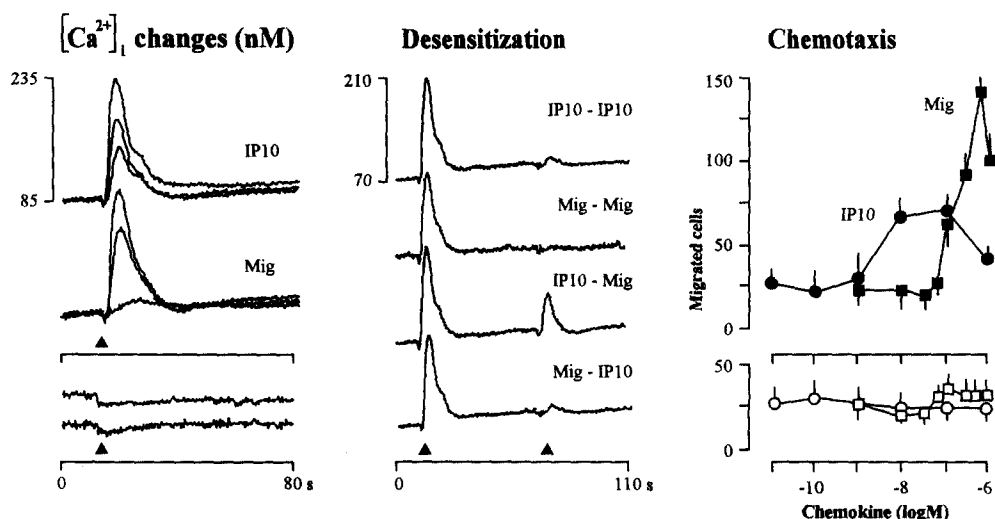 [Ca²⁺]ᵢ changes (nM)
235
85
IP10
Mig
0
80 s
Desensitization
210
70
IP10 - IP10
Mig - Mig
IP10 - Mig
Mig - IP10
0
110 s
Chemotaxis
150
100
50
0
Migrated cells
Mig
IP10
50
0
-10
-8
-6
Chemokine (logM)